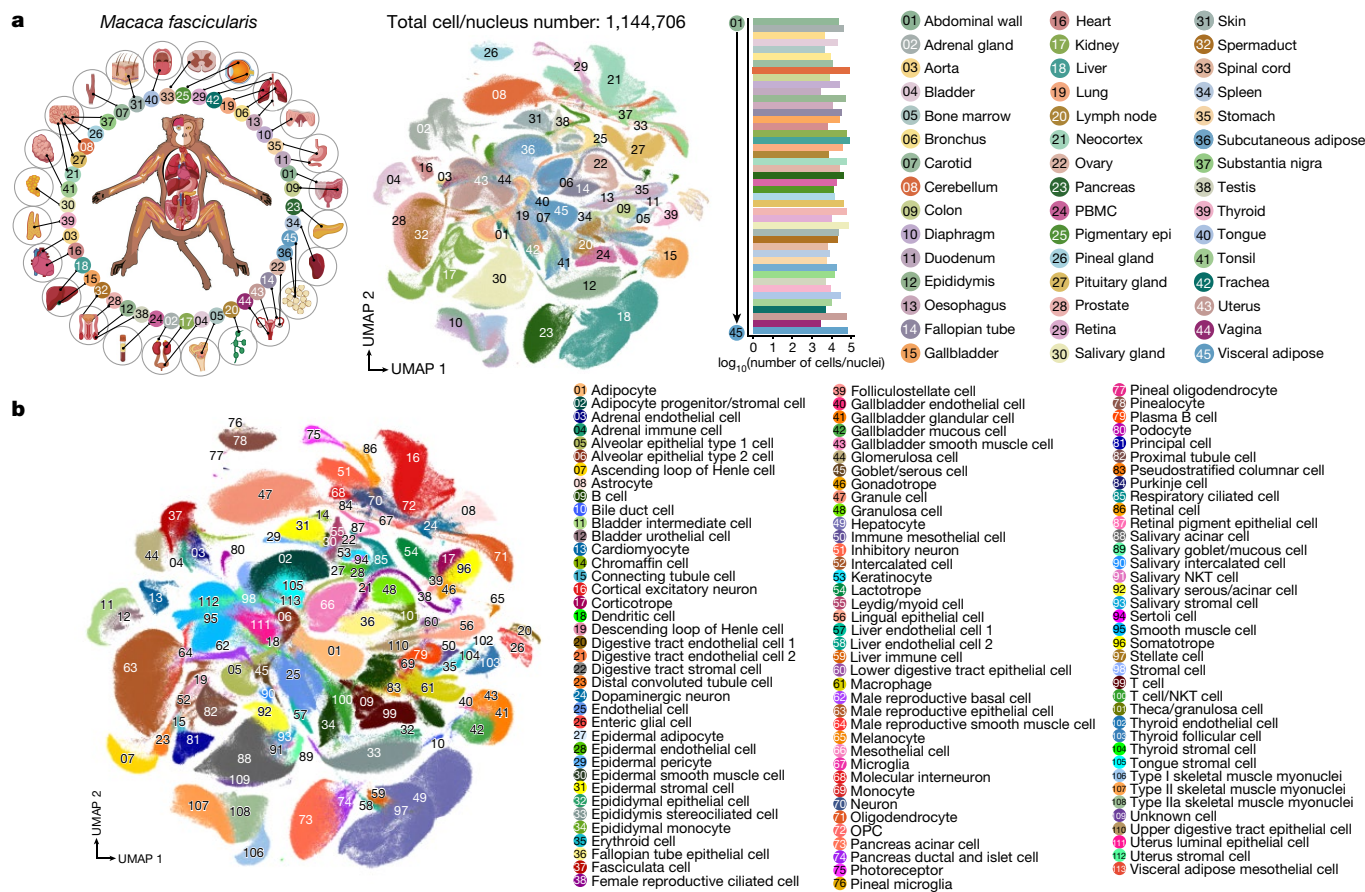 a
Macaca fascicularis
Total cell/nucleus number: 1,144,706
UMAP 2
UMAP 1
01
45
0 1 2 3 4 5
log10(number of cells/nuclei)
01 Abdominal wall
02 Adrenal gland
03 Aorta
04 Bladder
05 Bone marrow
06 Bronchus
07 Carotid
08 Cerebellum
09 Colon
10 Diaphragm
11 Duodenum
12 Epididymis
13 Oesophagus
14 Fallopian tube
15 Gallbladder
16 Heart
17 Kidney
18 Liver
19 Lung
20 Lymph node
21 Neocortex
22 Ovary
23 Pancreas
24 PBMC
25 Pigmentary epi
26 Pineal gland
27 Pituitary gland
28 Prostate
29 Retina
30 Salivary gland
31 Skin
32 Spermaduct
33 Spinal cord
34 Spleen
35 Stomach
36 Subcutaneous adipose
37 Substantia nigra
38 Testis
39 Thyroid
40 Tongue
41 Tonsil
42 Trachea
43 Uterus
44 Vagina
45 Visceral adipose
b
UMAP 2
UMAP 1
01 Adipocyte
02 Adipocyte progenitor/stromal cell
03 Adrenal endothelial cell
04 Adrenal immune cell
05 Alveolar epithelial type 1 cell
06 Alveolar epithelial type 2 cell
07 Ascending loop of Henle cell
08 Astrocyte
09 B cell
10 Bile duct cell
11 Bladder intermediate cell
12 Bladder urothelial cell
13 Cardiomyocyte
14 Chromaffin cell
15 Connecting tubule cell
16 Cortical excitatory neuron
17 Corticotrope
18 Dendritic cell
19 Descending loop of Henle cell
20 Digestive tract endothelial cell 1
21 Digestive tract endothelial cell 2
22 Digestive tract stromal cell
23 Distal convoluted tubule cell
24 Dopaminergic neuron
25 Endothelial cell
26 Enteric glial cell
27 Epidermal adipocyte
28 Epidermal endothelial cell
29 Epidermal pericyte
30 Epidermal smooth muscle cell
31 Epidermal stromal cell
32 Epididymal epithelial cell
33 Epididymis stereociliated cell
34 Epididymal monocyte
35 Erythroid cell
36 Fallopian tube epithelial cell
37 Fasciculata cell
38 Female reproductive ciliated cell
39 Folliculostellate cell
40 Gallbladder endothelial cell
41 Gallbladder glandular cell
42 Gallbladder mucous cell
43 Gallbladder smooth muscle cell
44 Glomerulosa cell
45 Goblet/serous cell
46 Gonadotrope
47 Granule cell
48 Granulosa cell
49 Hepatocyte
50 Immune mesothelial cell
51 Inhibitory neuron
52 Intercalated cell
53 Keratinocyte
54 Lactotrope
55 Leydig/myoid cell
56 Lingual epithelial cell
57 Liver endothelial cell 1
58 Liver endothelial cell 2
59 Liver immune cell
60 Lower digestive tract epithelial cell
61 Macrophage
62 Male reproductive basal cell
63 Male reproductive epithelial cell
64 Male reproductive smooth muscle cell
65 Melanocyte
66 Mesothelial cell
67 Microglia
68 Molecular interneuron
69 Monocyte
70 Neuron
71 Oligodendrocyte
72 OPC
73 Pancreas acinar cell
74 Pancreas ductal and islet cell
75 Photoreceptor
76 Pineal microglia
77 Pineal oligodendrocyte
78 Pinealocyte
79 Plasma B cell
80 Podocyte
81 Principal cell
82 Proximal tubule cell
83 Pseudostratified columnar cell
84 Purkinje cell
85 Respiratory ciliated cell
86 Retinal cell
87 Retinal pigment epithelial cell
88 Salivary acinar cell
89 Salivary goblet/mucous cell
90 Salivary intercalated cell
91 Salivary NKT cell
92 Salivary serous/acinar cell
93 Salivary stromal cell
94 Sertoli cell
95 Smooth muscle cell
96 Somatotrope
97 Stellate cell
98 Stromal cell
99 T cell
100 T cell/NKT cell
101 Theca/granulosa cell
102 Thyroid endothelial cell
103 Thyroid follicular cell
104 Thyroid stromal cell
105 Tongue stromal cell
106 Type I skeletal muscle myonuclei
107 Type II skeletal muscle myonuclei
108 Type IIa skeletal muscle myonuclei
109 Unknown cell
110 Upper digestive tract epithelial cell
111 Uterus luminal epithelial cell
112 Uterus stromal cell
113 Visceral adipose mesothelial cell